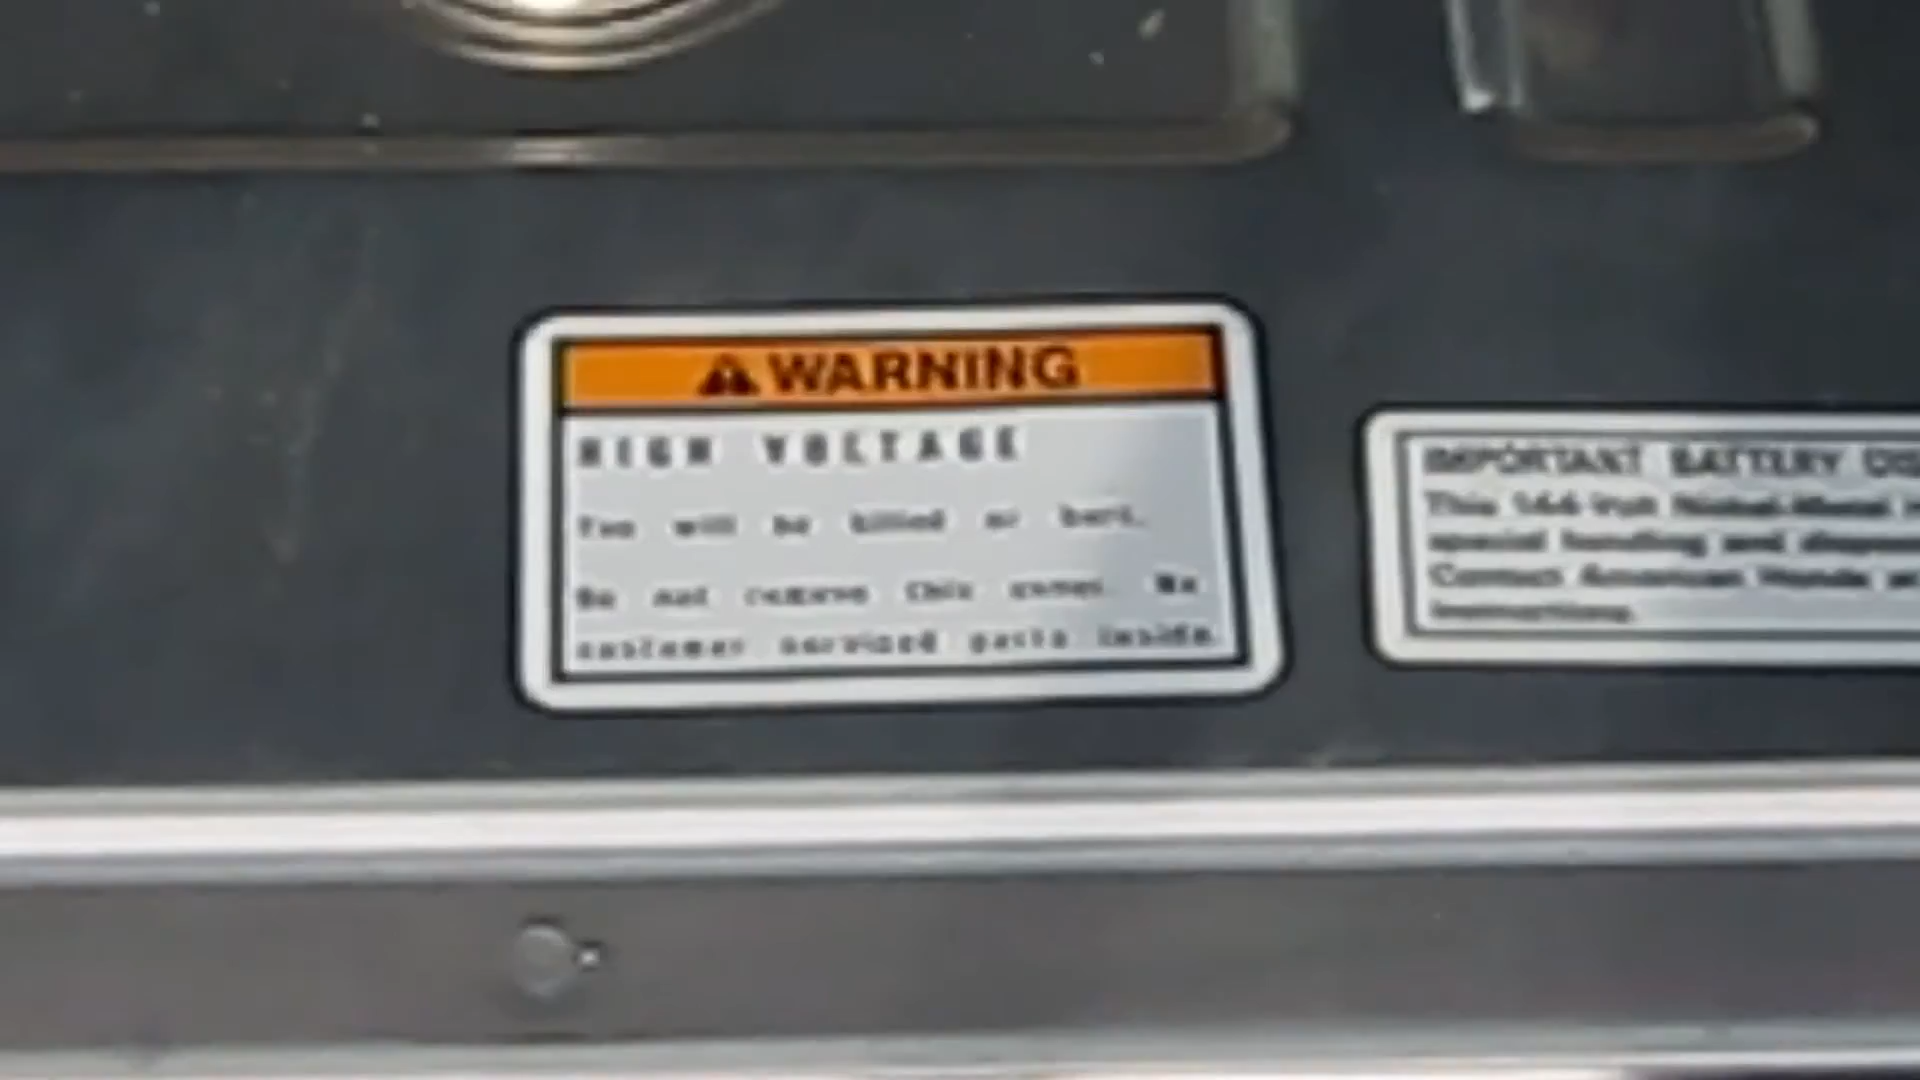 WARNING
HIGH VOLTAGE
You will be killed or hurt.
Do not remove this cover. No
customer serviced parts inside.
IMPORTANT BATTERY DIS
This 144-Volt Nickel-Metal
special handling and
Contact American Honda
instructions.